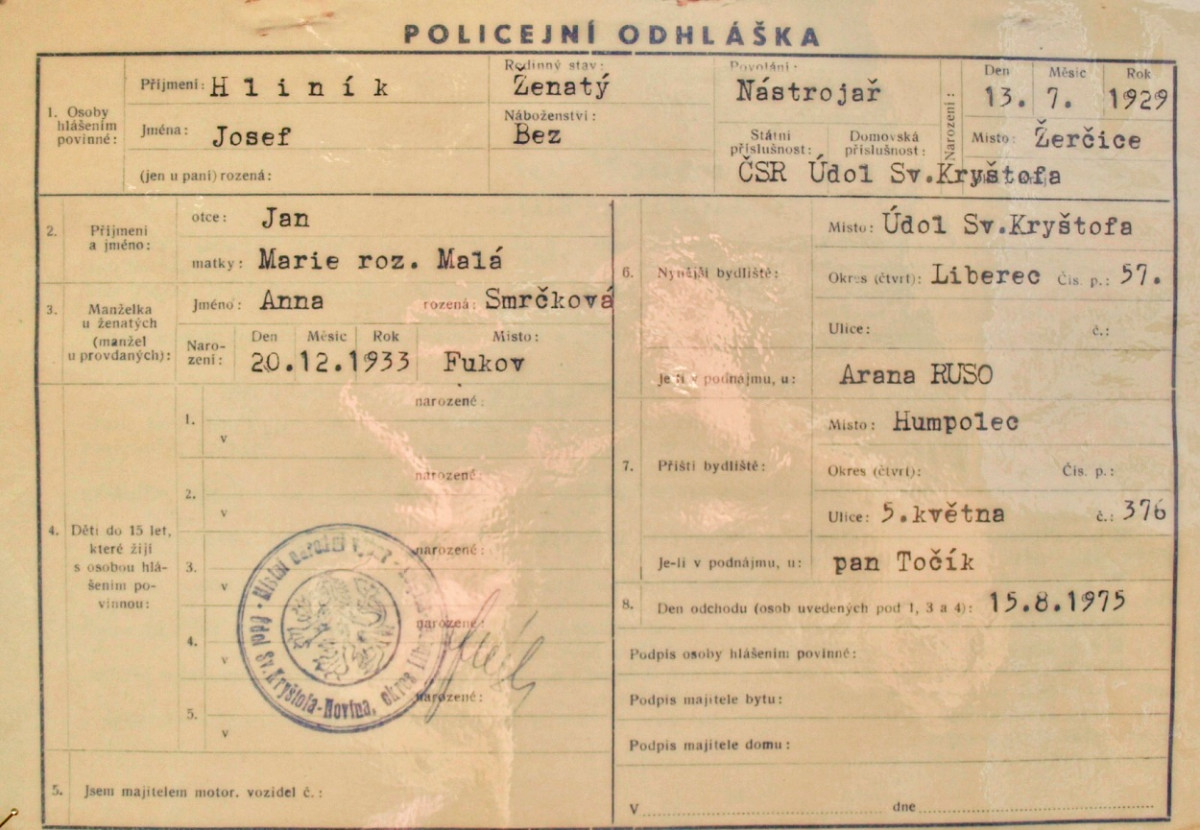 POLICEJNÍ ODHLÁŠKA
1. Osoby hlášením povinné:
Příjmení: Hliník
Jména: Josef
(jen u paní) rozená:
Rodinný stav: Ženatý
Náboženství: Bez
Povolání: Nástrojař
Státní příslušnost: ČSR
Domovská příslušnost: Údol Sv.Kryštofa
Narození:
Den 13. Měsíc 7. Rok 1929
Místo: Žerčice
2. Příjmení a jméno:
otce: Jan
matky: Marie roz. Malá
3. Manželka u ženatých (manžel u provdaných):
Jméno: Anna rozená: Smrčková
Narození: Den Měsíc Rok Místo:
20.12.1933 Fukov
4. Děti do 15 let, které žijí s osobou hlášením povinnou:
narozené:
1.
v
narozené:
2.
v
narozené:
3.
v
narozené:
4.
v
narozené:
5.
v
Údol Sv.Kryštofa-Novina, okres
5. Jsem majitelem motor. vozidel č.:
6. Nynější bydliště:
Místo: Údol Sv.Kryštofa
Okres (čtvrť): Liberec Čís. p.: 57.
Ulice: č.:
Je-li v podnájmu, u: Arana RUSO
7. Příští bydliště:
Místo: Humpolec
Okres (čtvrť): Čís. p.:
Ulice: 5.května č.: 376
Je-li v podnájmu, u: pan Točík
8. Den odchodu (osob uvedených pod 1, 3 a 4): 15.8.1975
Podpis osoby hlášením povinné:
Podpis majitele bytu:
Podpis majitele domu:
V dne